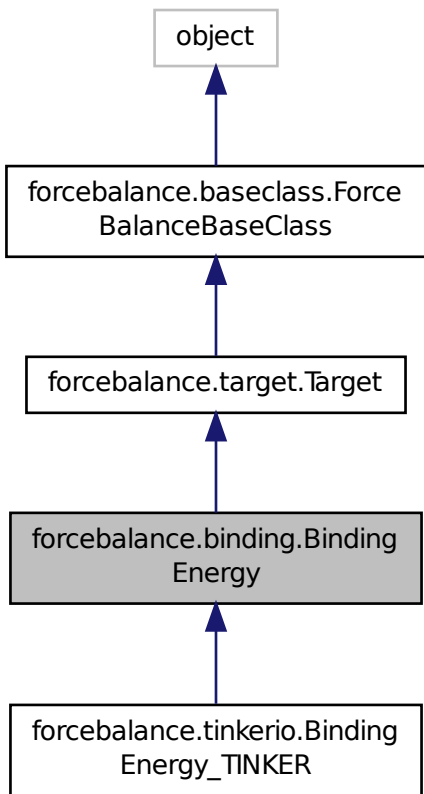 object
forcebalance.baseclass.Force
BalanceBaseClass
forcebalance.target.Target
forcebalance.binding.Binding
Energy
forcebalance.tinkerio.Binding
Energy_TINKER